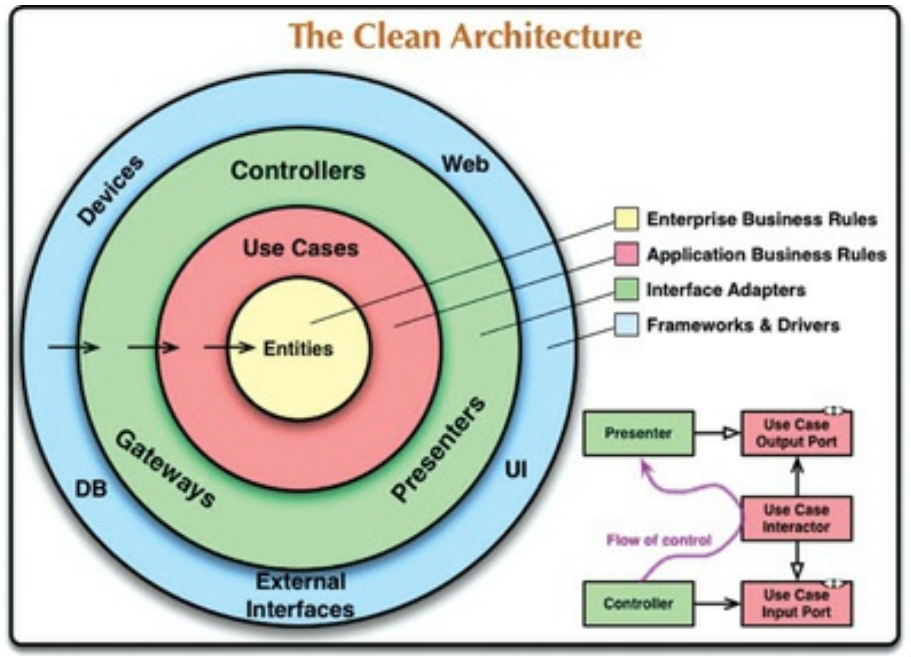 The Clean Architecture
Devices
Controllers
Web
Use Cases
Entities
Gateways
Presenters
DB
UI
External
Interfaces
Enterprise Business Rules
Application Business Rules
Interface Adapters
Frameworks & Drivers
Presenter
Use Case
Output Port
Flow of control
Use Case
Interactor
Controller
Use Case
Input Port